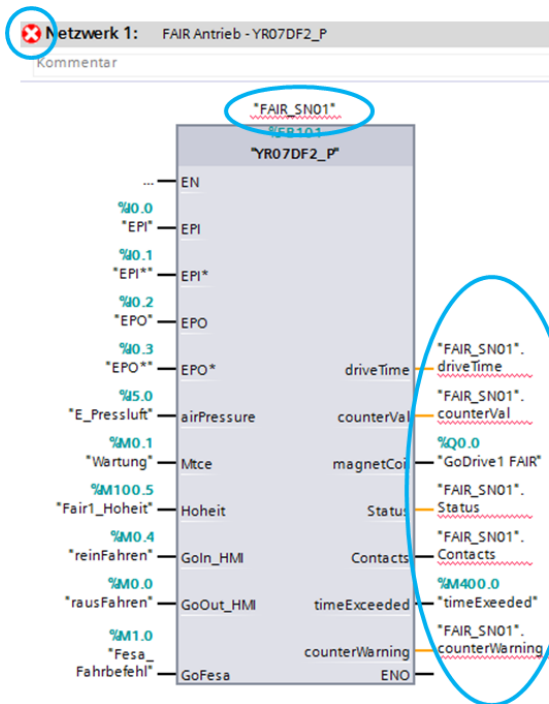 Netzwerk 1: FAIR Antrieb - YR07DF2_P
Kommentar
"FAIR_SN01"
%FB101
"YR07DF2_P"
... EN
%I0.0
"EPI" EPI
%I0.1
"EPI*" EPI*
%I0.2
"EPO" EPO
%I0.3
"EPO*" EPO*
%I5.0
"E_Pressluft" airPressure
%M0.1
"Wartung" Mtce
%M100.5
"Fair1_Hoheit" Hoheit
%M0.4
"reinFahren" GoIn_HMI
%M0.0
"rausFahren" GoOut_HMI
%M1.0
"Fesa_
Fahrbefehl" GoFesa
"FAIR_SN01".
driveTime driveTime
"FAIR_SN01".
counterVal counterVal
%Q0.0
magnetCoil "GoDrive1 FAIR"
"FAIR_SN01".
Status Status
"FAIR_SN01".
Contacts Contacts
%M400.0
timeExceeded "timeExeeded"
"FAIR_SN01".
counterWarning counterWarning
ENO